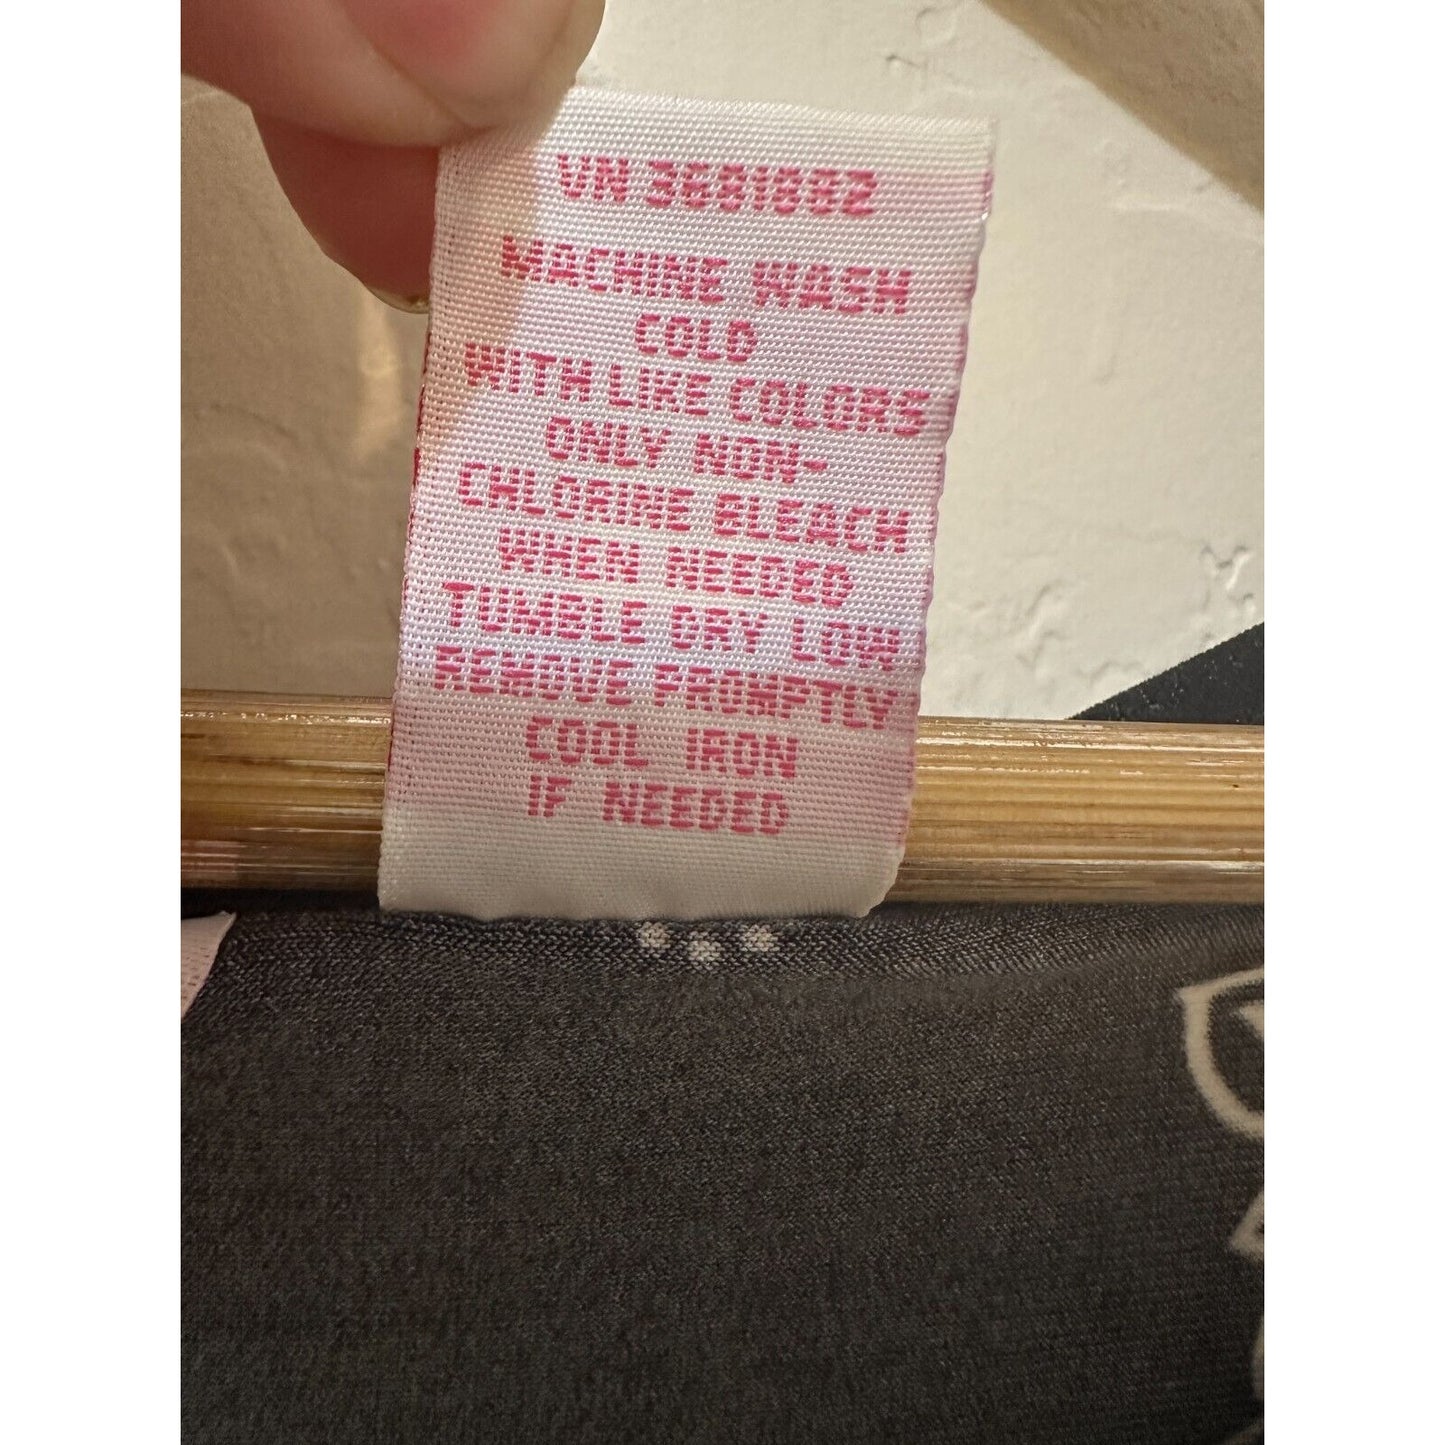 VN 3681882
MACHINE WASH
COLD
WITH LIKE COLORS
ONLY NON-
CHLORINE BLEACH
WHEN NEEDED
TUMBLE DRY LOW
REMOVE PROMPTLY
COOL IRON
IF NEEDED